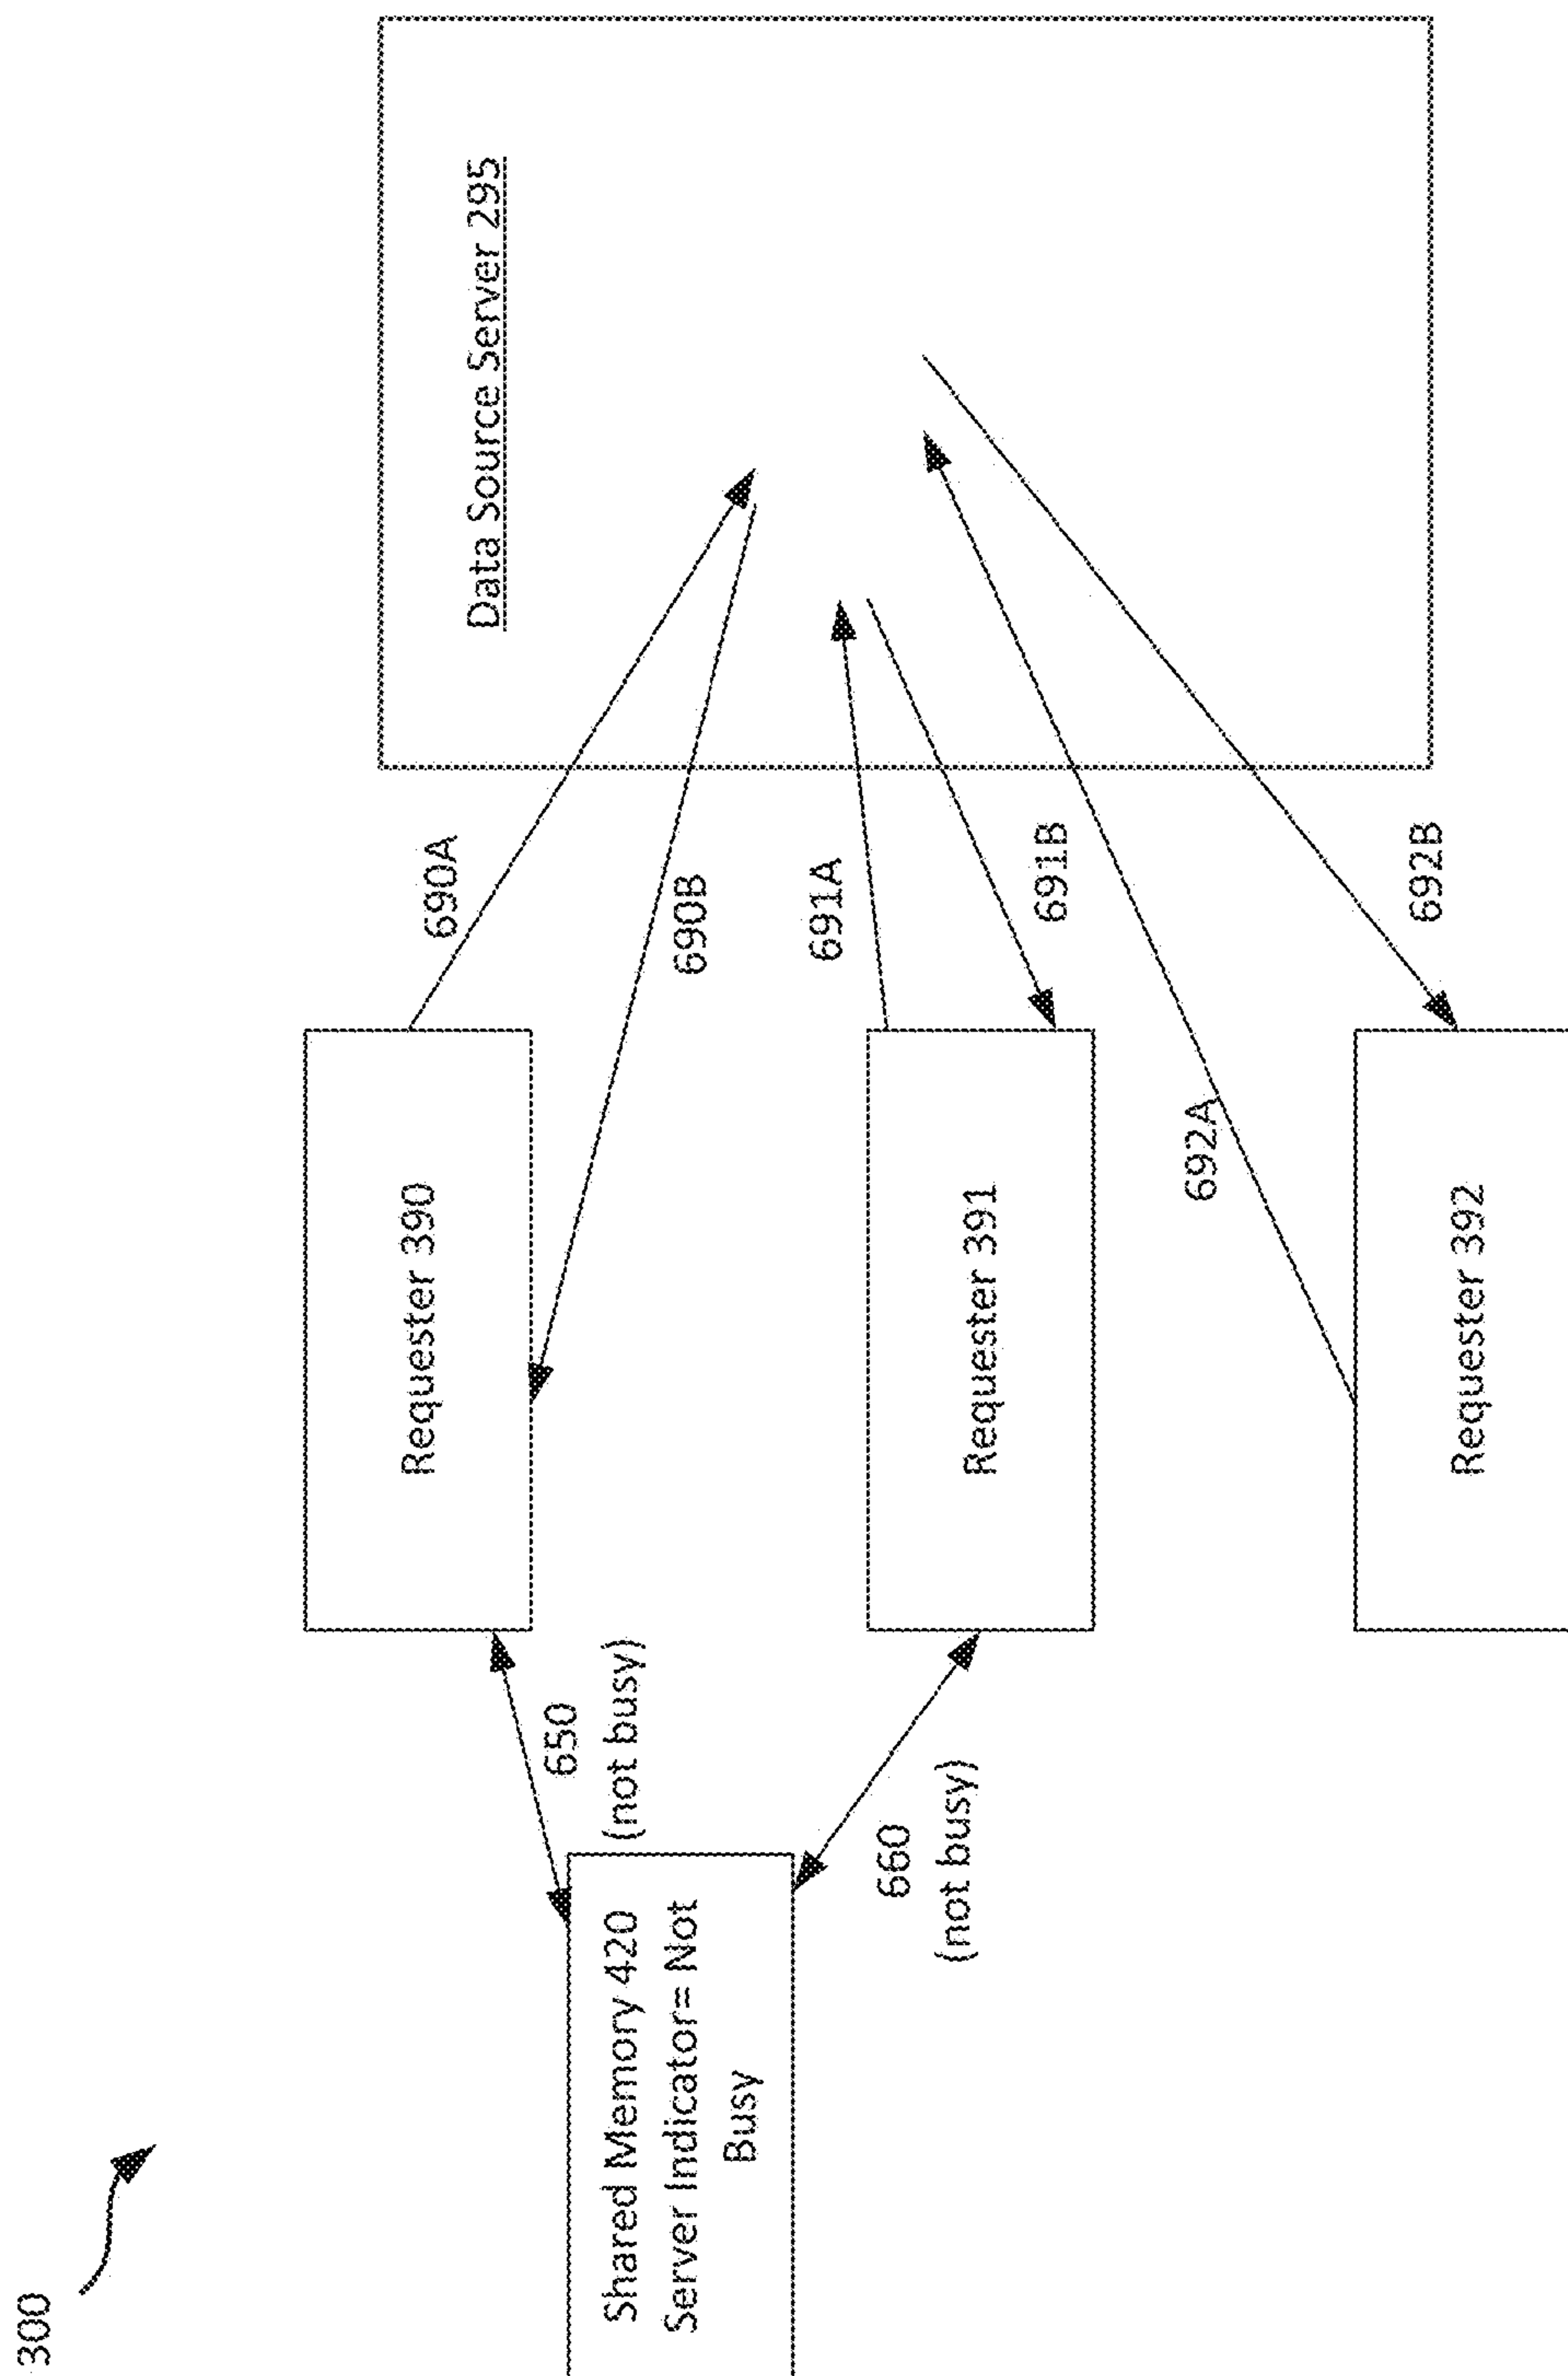 300
Shared Memory 420
Server Indicator= Not
Busy
650
(not busy)
660
(not busy)
Requester 390
Requester 391
Requester 392
690A
690B
691A
691B
692A
692B
Data Source Server 295